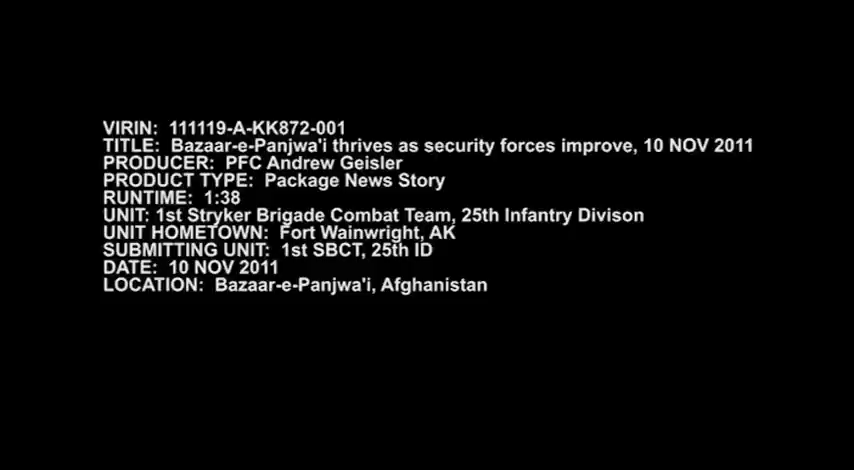 VIRIN:  111119-A-KK872-001
TITLE:  Bazaar-e-Panjwa'i thrives as security forces improve, 10 NOV 2011
PRODUCER:  PFC Andrew Geisler
PRODUCT TYPE:  Package News Story
RUNTIME:  1:38
UNIT: 1st Stryker Brigade Combat Team, 25th Infantry Divison
UNIT HOMETOWN:  Fort Wainwright, AK
SUBMITTING UNIT:  1st SBCT, 25th ID
DATE:  10 NOV 2011
LOCATION:  Bazaar-e-Panjwa'i, Afghanistan